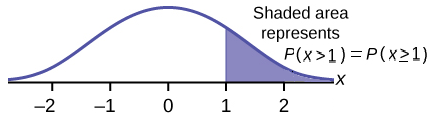 Shaded area
represents
P(x > 1) = P(x ≥ 1)
x
–2 –1 0 1 2